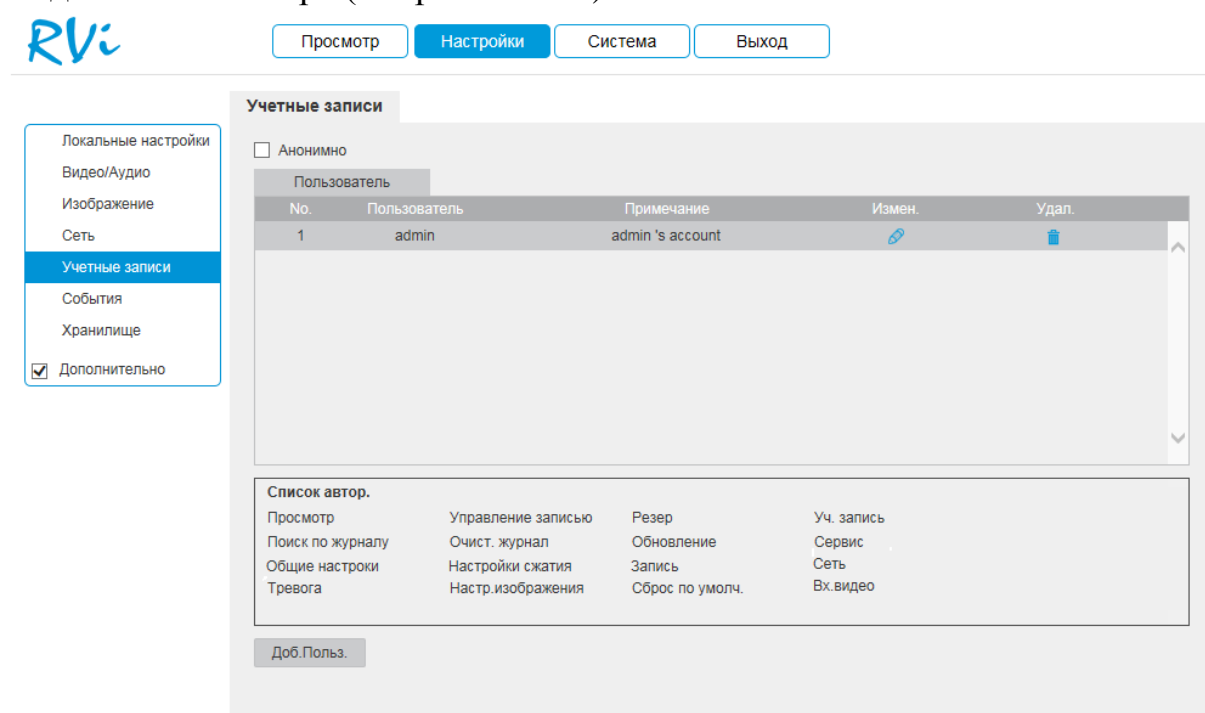 RVi
Просмотр Настройки Система Выход
Учетные записи
Локальные настройки
Видео/Аудио
Изображение
Сеть
Учетные записи
События
Хранилище
Дополнительно
Анонимно
Пользователь
No. Пользователь Примечание Измен. Удал.
1 admin admin 's account
Список автор.
Просмотр Управление записью Резер Уч. запись
Поиск по журналу Очист. журнал Обновление Сервис
Общие настроки Настройки сжатия Запись Сеть
Тревога Настр.изображения Сброс по умолч. Вх.видео
Доб.Польз.